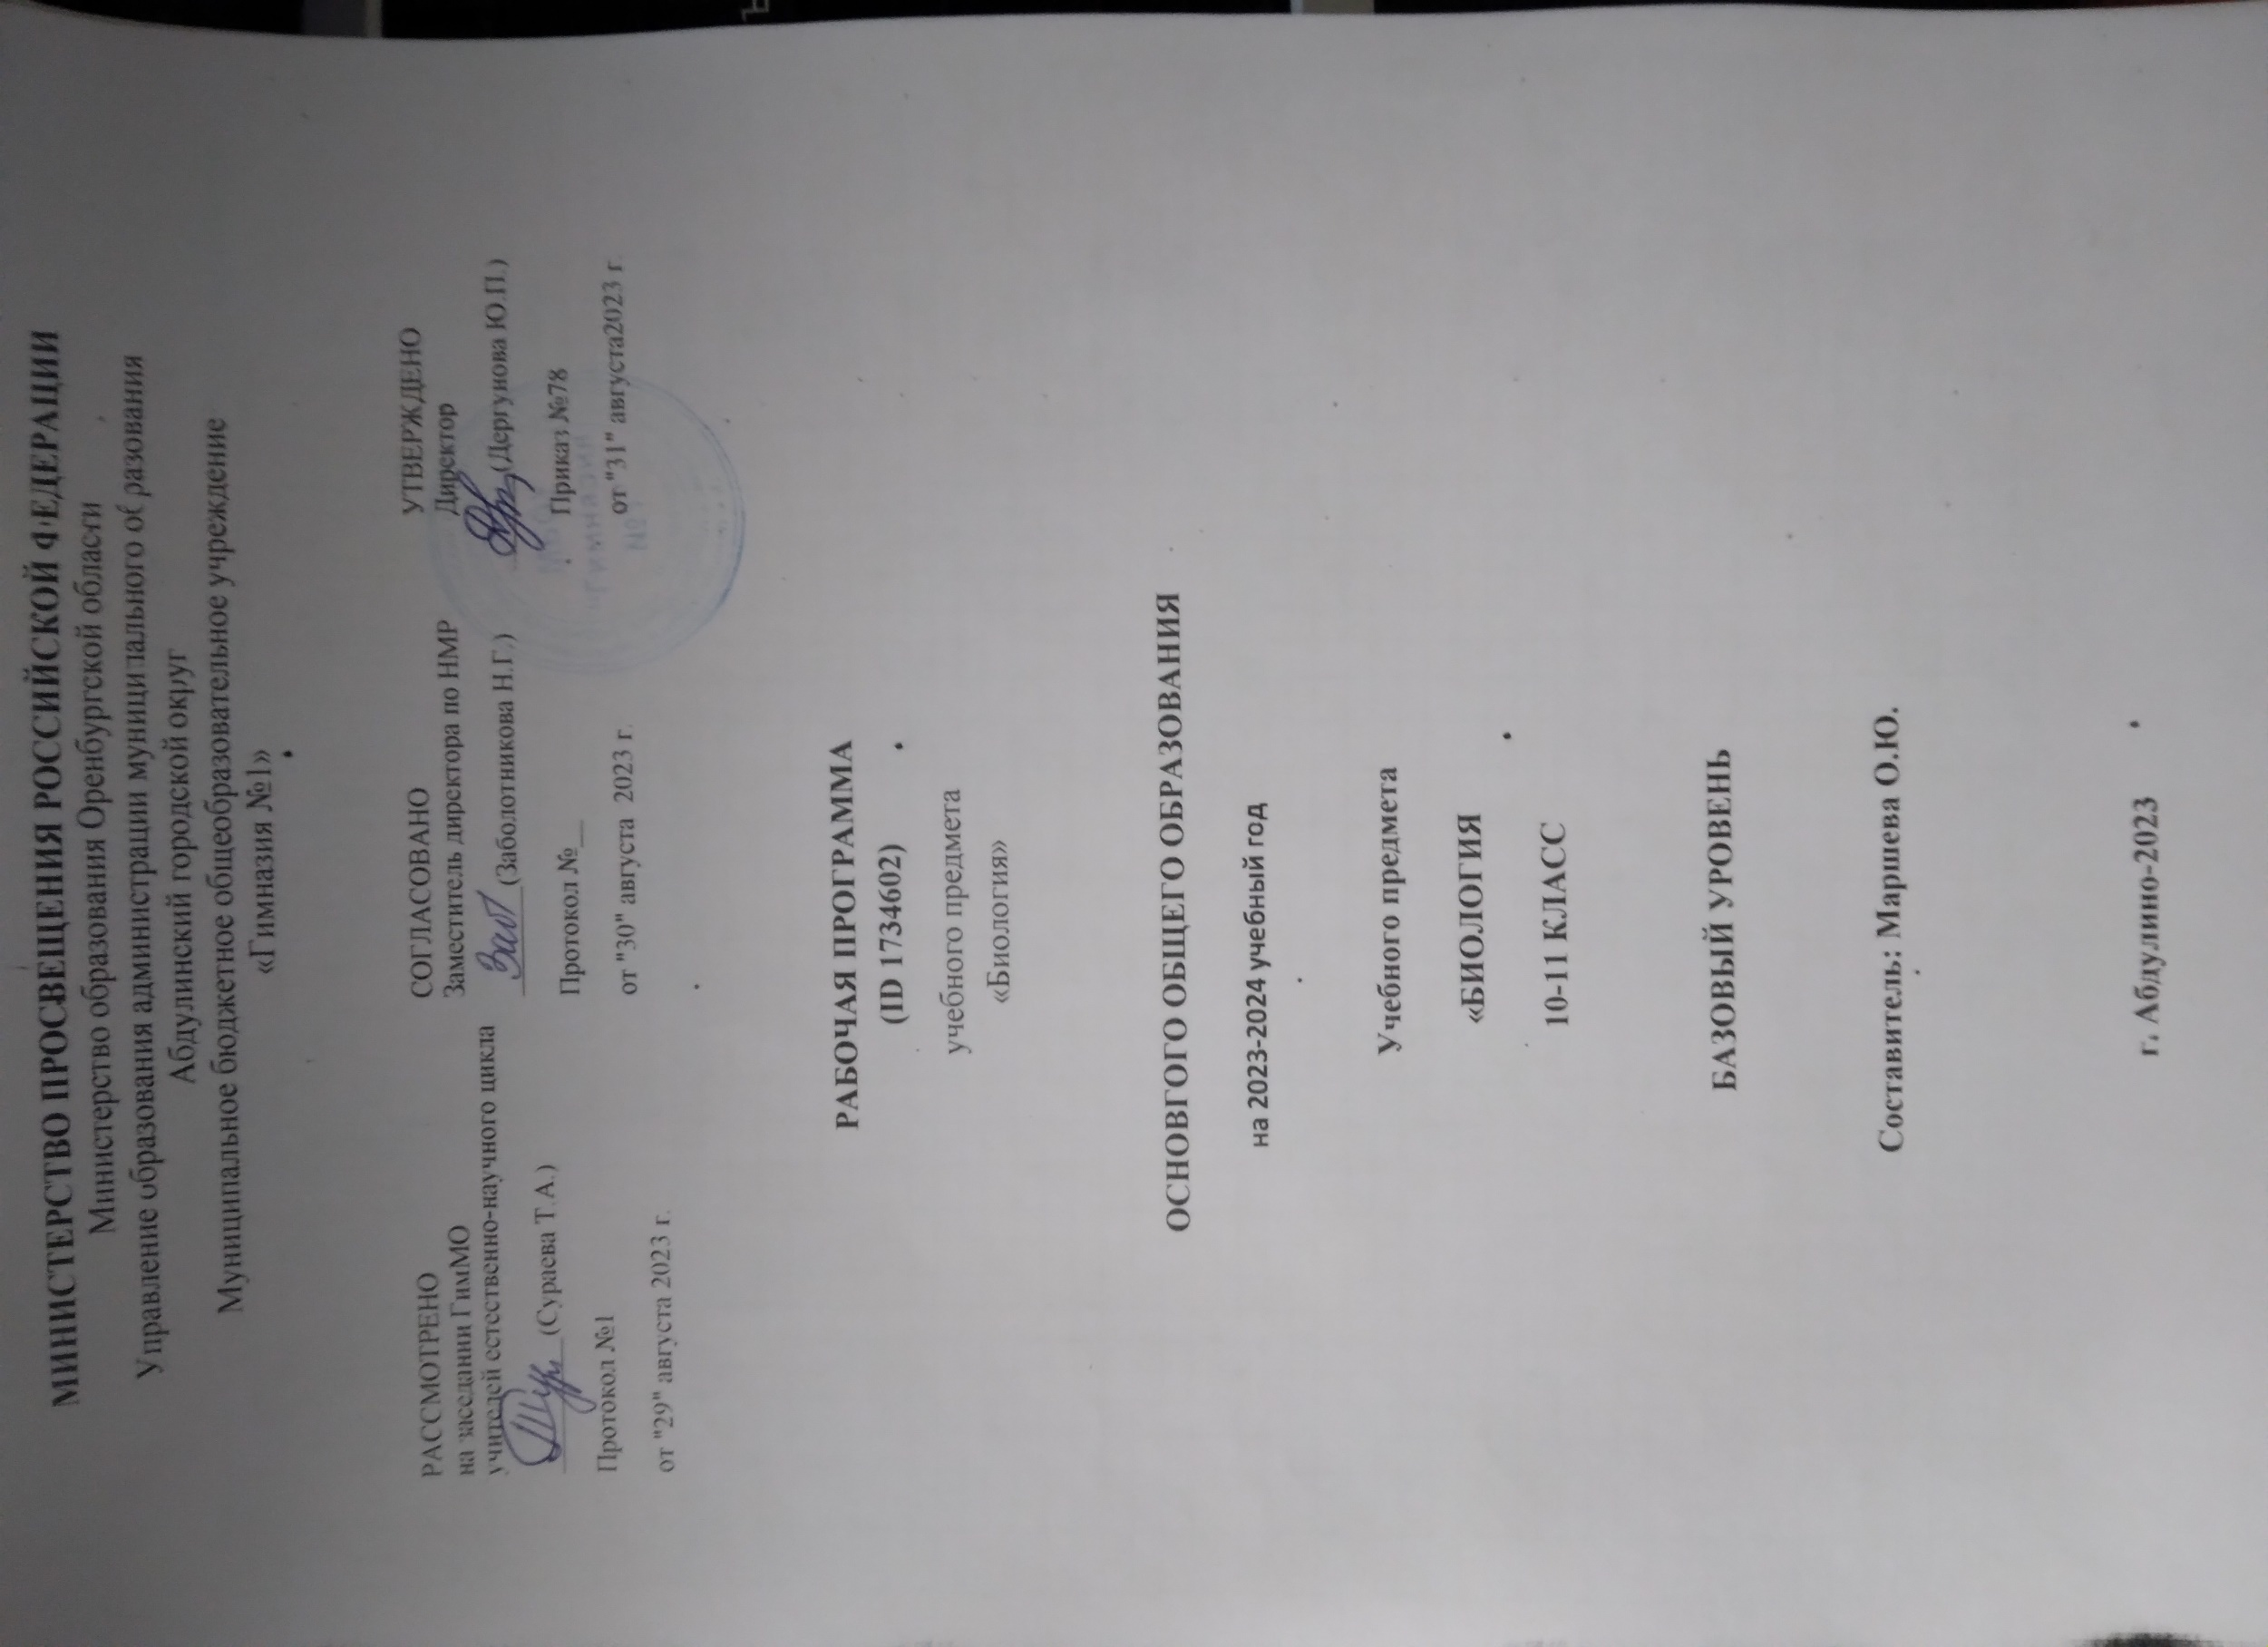 МИНИСТЕРСТВО ПРОСВЕЩЕНИЯ РОССИЙСКОЙ ФЕДЕРАЦИИ
Министерство образования Оренбургской области
Управление образования администрации муниципального образования
Абдулинский городской округ
Муниципальное бюджетное общеобразовательное учреждение
«Гимназия №1»
РАССМОТРЕНО
на заседании ГимМО
учителей естественно-научного цикла
(Сураева Т.А.)
Протокол №1
от "29" августа 2023 г.
СОГЛАСОВАНО
Заместитель директора по НМР
Заб (Заболотникова Н.Г.)
Протокол №__
от "30" августа 2023 г.
УТВЕРЖДЕНО
Директор
(Дергунова Ю.П.)
Приказ №78
от "31" августа2023 г.
"Гимназия
№1
РАБОЧАЯ ПРОГРАММА
(ID 1734602)
учебного предмета
«Биология»
ОСНОВГОГО ОБЩЕГО ОБРАЗОВАНИЯ
на 2023-2024 учебный год
Учебного предмета
«БИОЛОГИЯ
10-11 КЛАСС
БАЗОВЫЙ УРОВЕНЬ
Составитель: Маршева О.Ю.
г. Абдулино-2023